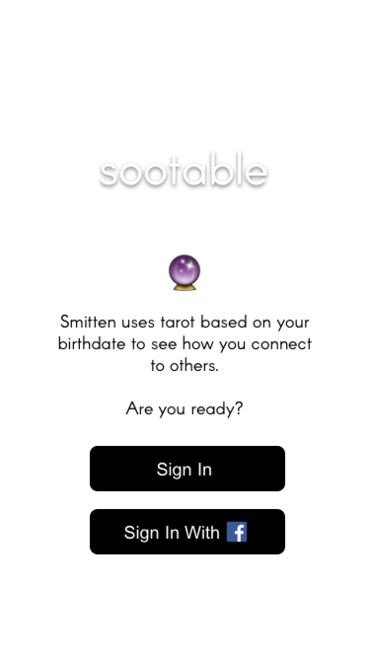 sootable
Smitten uses tarot based on your
birthdate to see how you connect
to others.
Are you ready?
Sign In
Sign In With